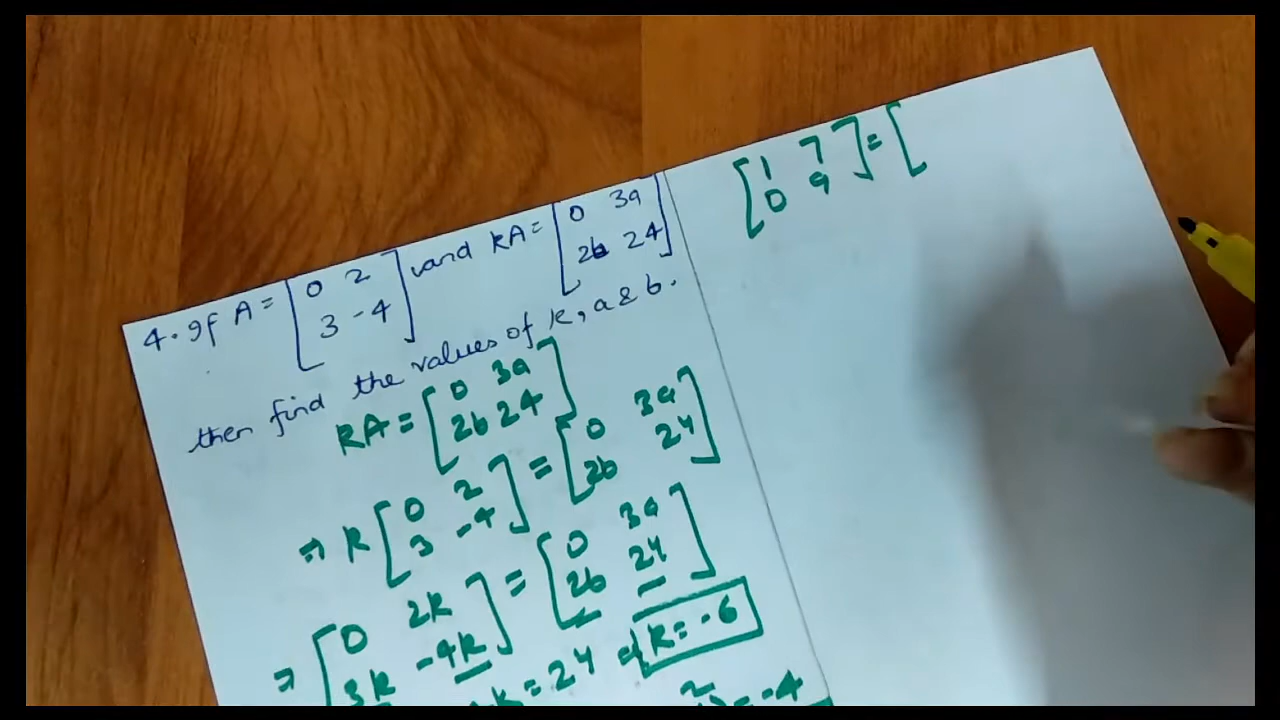 4. If A = [0 2
3 -4] and kA = [0 3a
2b 24]
then find the values of k, a & b.
kA = [0 3a
2b 24]
⇒ k [0 2
3 -4] = [0 3a
2b 24]
⇒ [0 2k
3k -4k] = [0 3a
2b 24]
k = 24 ⇒ k = -6
= -4
[1 7
0 9] = [